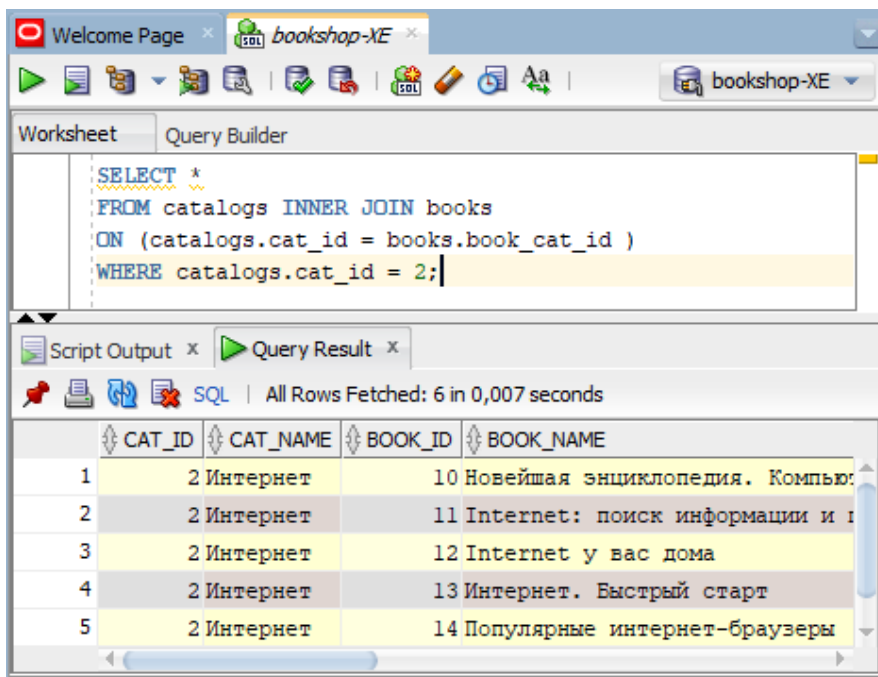 Welcome Page bookshop-XE
bookshop-XE
Worksheet Query Builder
SELECT *
FROM catalogs INNER JOIN books
ON (catalogs.cat_id = books.book_cat_id )
WHERE catalogs.cat_id = 2;
Script Output x Query Result x
SQL | All Rows Fetched: 6 in 0,007 seconds
CAT_ID CAT_NAME BOOK_ID BOOK_NAME
1 2 Интернет 10 Новейшая энциклопедия.
2 2 Интернет 11 Internet: поиск информации и
3 2 Интернет 12 Internet у вас дома
4 2 Интернет 13 Интернет. Быстрый старт
5 2 Интернет 14 Популярные интернет-браузеры